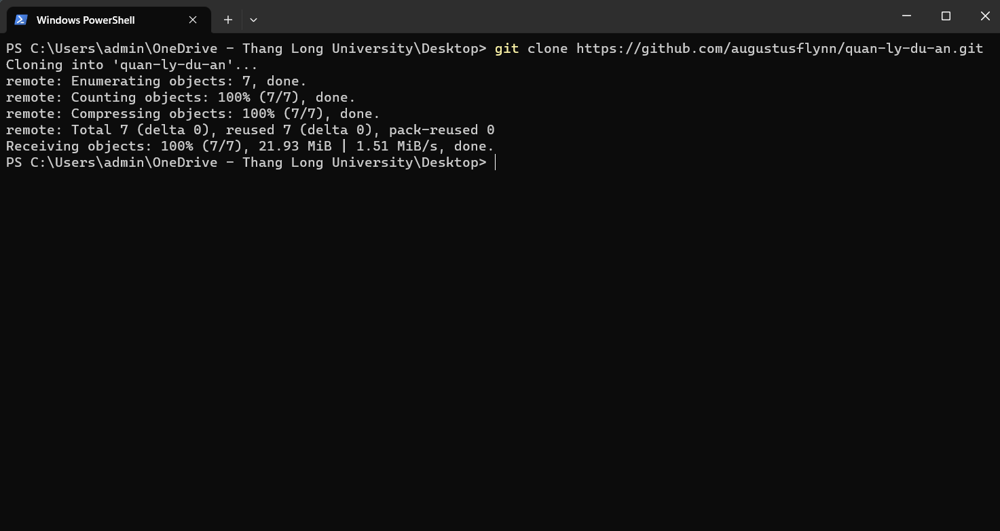 Windows PowerShell
PS C:\Users\admin\OneDrive - Thang Long University\Desktop> git clone https://github.com/augustusflynn/quan-ly-du-an.git
Cloning into 'quan-ly-du-an'...
remote: Enumerating objects: 7, done.
remote: Counting objects: 100% (7/7), done.
remote: Compressing objects: 100% (7/7), done.
remote: Total 7 (delta 0), reused 7 (delta 0), pack-reused 0
Receiving objects: 100% (7/7), 21.93 MiB | 1.51 MiB/s, done.
PS C:\Users\admin\OneDrive - Thang Long University\Desktop>